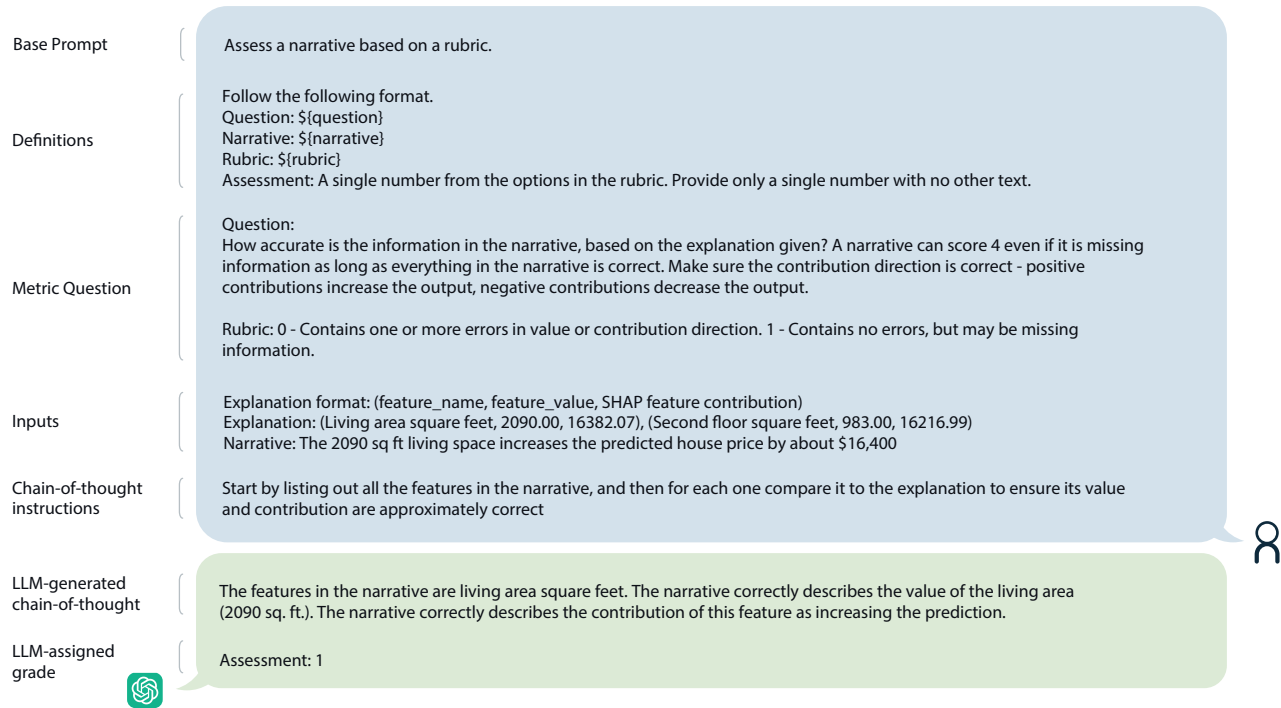 Base Prompt
Assess a narrative based on a rubric.
Definitions
Follow the following format.
Question: ${question}
Narrative: ${narrative}
Rubric: ${rubric}
Assessment: A single number from the options in the rubric. Provide only a single number with no other text.
Metric Question
Question:
How accurate is the information in the narrative, based on the explanation given? A narrative can score 4 even if it is missing
information as long as everything in the narrative is correct. Make sure the contribution direction is correct - positive
contributions increase the output, negative contributions decrease the output.
Rubric: 0 - Contains one or more errors in value or contribution direction. 1 - Contains no errors, but may be missing
information.
Inputs
Explanation format: (feature_name, feature_value, SHAP feature contribution)
Explanation: (Living area square feet, 2090.00, 16382.07), (Second floor square feet, 983.00, 16216.99)
Narrative: The 2090 sq ft living space increases the predicted house price by about $16,400
Chain-of-thought
instructions
Start by listing out all the features in the narrative, and then for each one compare it to the explanation to ensure its value
and contribution are approximately correct
LLM-generated
chain-of-thought
The features in the narrative are living area square feet. The narrative correctly describes the value of the living area
(2090 sq. ft.). The narrative correctly describes the contribution of this feature as increasing the prediction.
LLM-assigned
grade
Assessment: 1